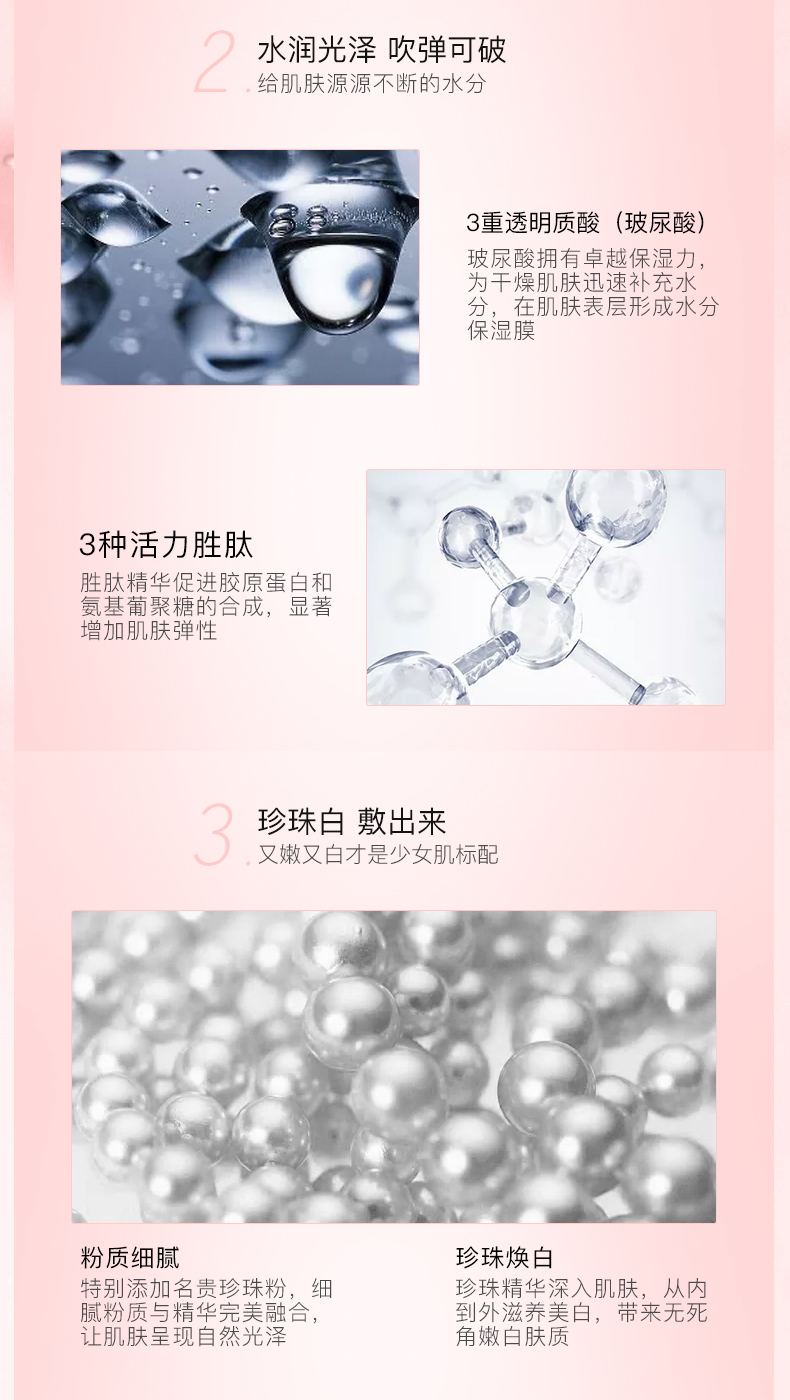 2.
水润光泽 吹弹可破
给肌肤源源不断的水分
3重透明质酸（玻尿酸）
玻尿酸拥有卓越保湿力，
为干燥肌肤迅速补充水
分，在肌肤表层形成水分
保湿膜
3种活力胜肽
胜肽精华促进胶原蛋白和
氨基葡聚糖的合成，显著
增加肌肤弹性
3.
珍珠白 敷出来
又嫩又白才是少女肌标配
粉质细腻
特别添加名贵珍珠粉，细
腻粉质与精华完美融合，
让肌肤呈现自然光泽
珍珠焕白
珍珠精华深入肌肤，从内
到外滋养美白，带来无死
角嫩白肤质